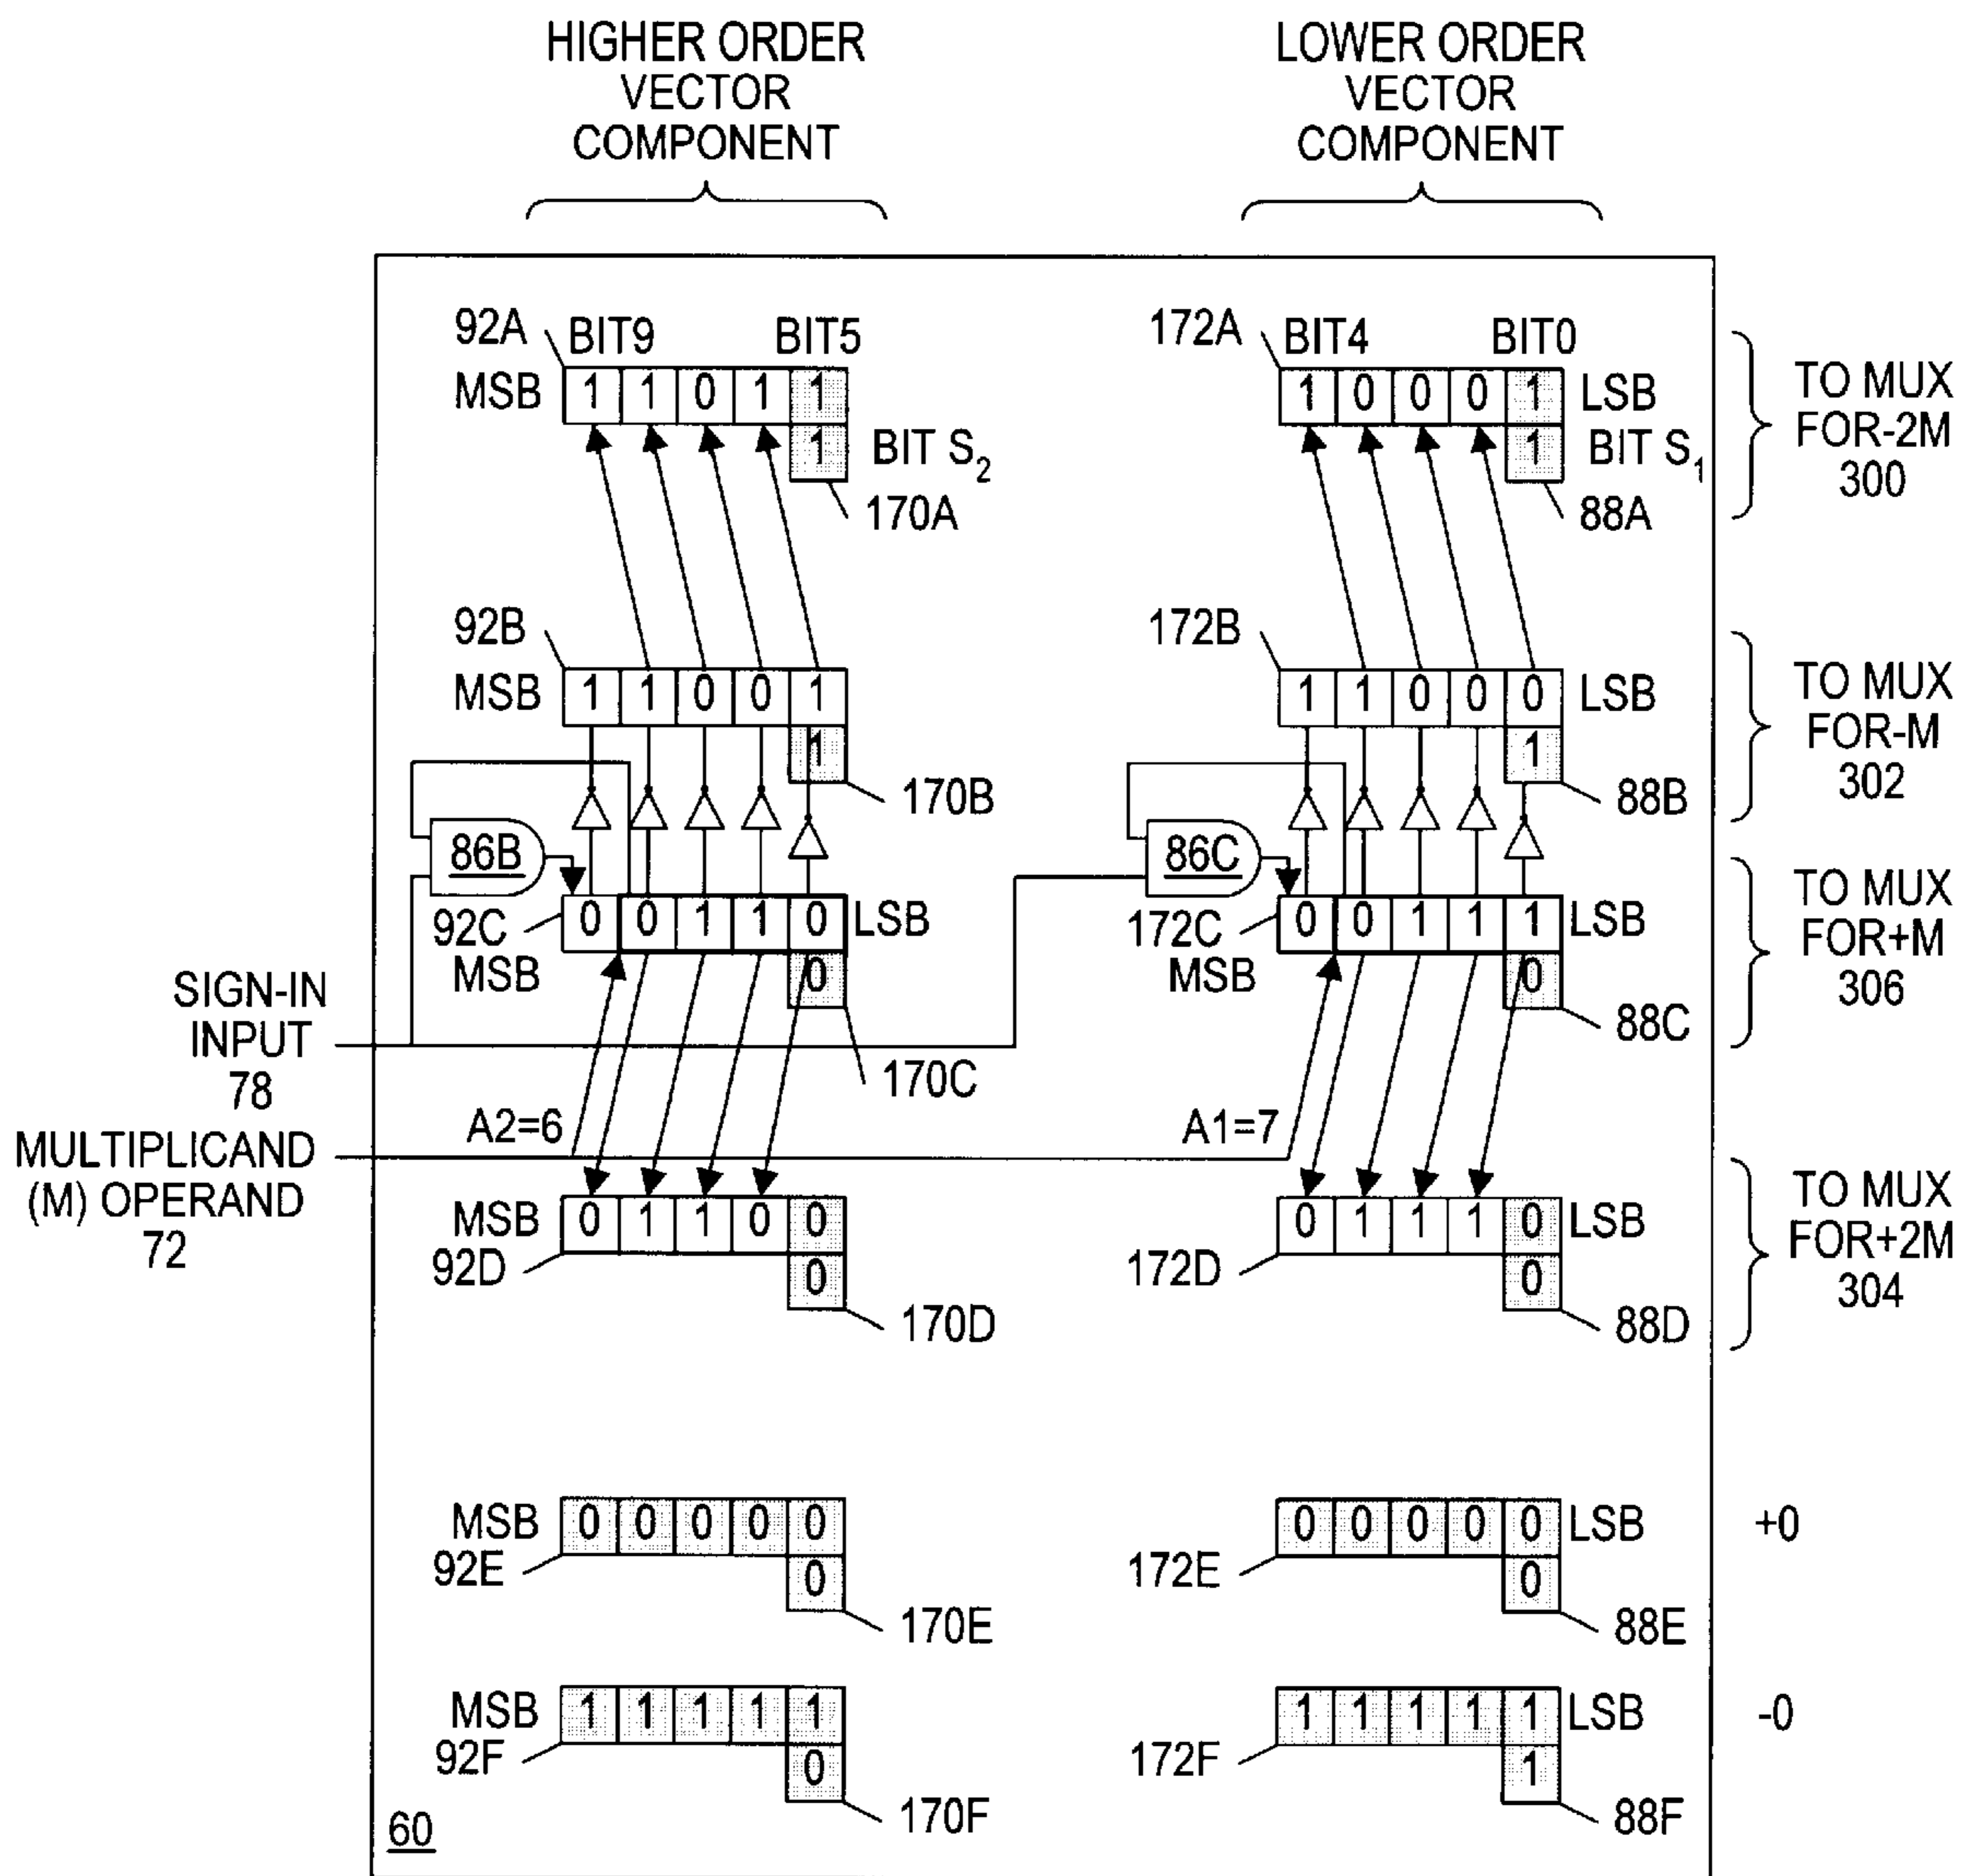 HIGHER ORDER
VECTOR
COMPONENT
LOWER ORDER
VECTOR
COMPONENT
92A
BIT9
BIT5
172A
BIT4
BIT0
MSB
1 1 0 1 1
1 0 0 0 1
LSB
1
BIT S2
1
BIT S1
170A
88A
TO MUX
FOR-2M
300
92B
172B
MSB
1 1 0 0 1
1 1 0 0 0
LSB
1
1
170B
88B
TO MUX
FOR-M
302
86B
86C
92C
0 0 1 1 0
LSB
172C
0 0 1 1 1
LSB
MSB
0
MSB
0
170C
88C
TO MUX
FOR+M
306
SIGN-IN
INPUT
78
MULTIPLICAND
(M) OPERAND
72
A2=6
A1=7
MSB
0 1 1 0 0
0 1 1 1 0
LSB
92D
0
172D
0
170D
88D
TO MUX
FOR+2M
304
MSB
0 0 0 0 0
0 0 0 0 0
LSB
+0
92E
0
172E
0
170E
88E
MSB
1 1 1 1 1
1 1 1 1 1
LSB
-0
92F
0
172F
1
170F
88F
60